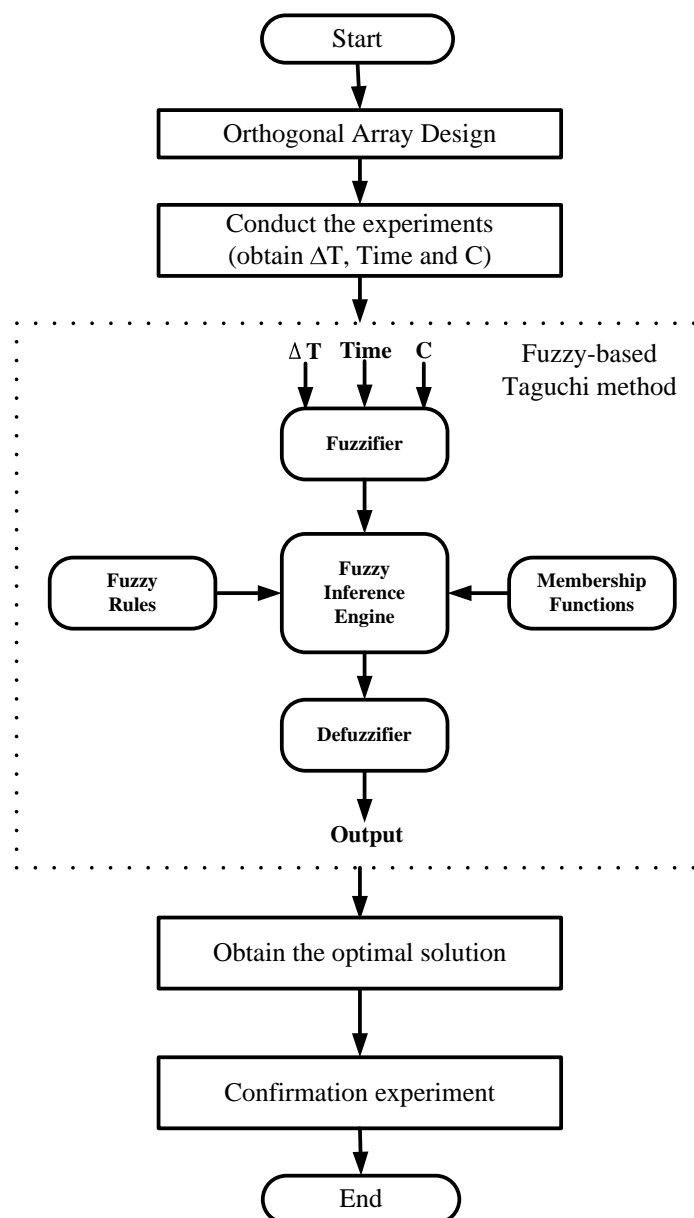 Start
Orthogonal Array Design
Conduct the experiments
(obtain ΔT, Time and C)
Δ T Time C
Fuzzy-based
Taguchi method
Fuzzifier
Fuzzy
Rules
Fuzzy
Inference
Engine
Membership
Functions
Defuzzifier
Output
Obtain the optimal solution
Confirmation experiment
End